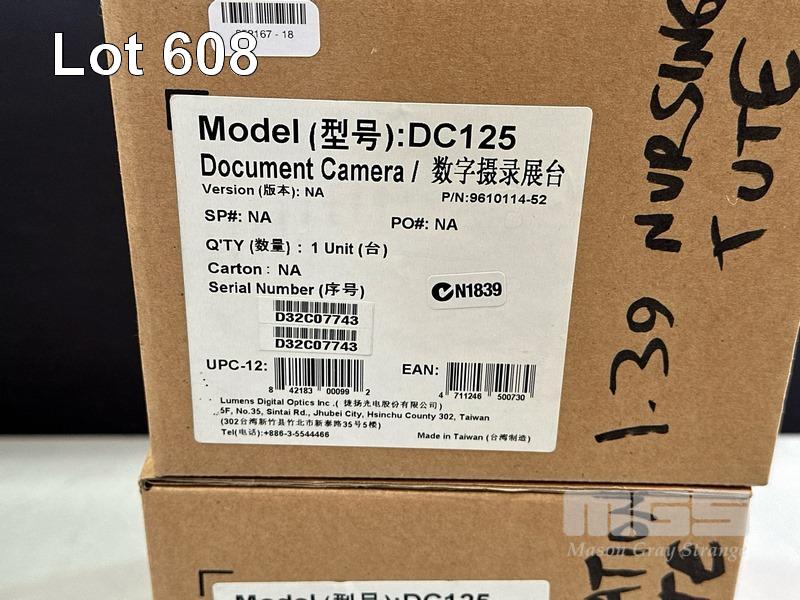 Lot 608
Model (型号):DC125
Document Camera / 数字摄录展台
Version (版本): NA
P/N:9610114-52
SP#: NA
PO#: NA
Q'TY (数量) : 1 Unit (台)
Carton : NA
Serial Number (序号)
N1839
D32C07743
D32C07743
UPC-12:
8 42183 00099 2
EAN:
4 711246 500730
Lumens Digital Optics Inc .( 捷扬光电股份有限公司)
5F, No.35, Sintai Rd., Jhubei City, Hsinchu County 302, Taiwan
(302台湾新竹县竹北市新泰路35号5楼)
Tel(电话):+886-3-5544466
Made in Taiwan (台湾制造)
1.39 NURSING
TUTE
MGS
Mason Gray Strange
Model (型号):DC125